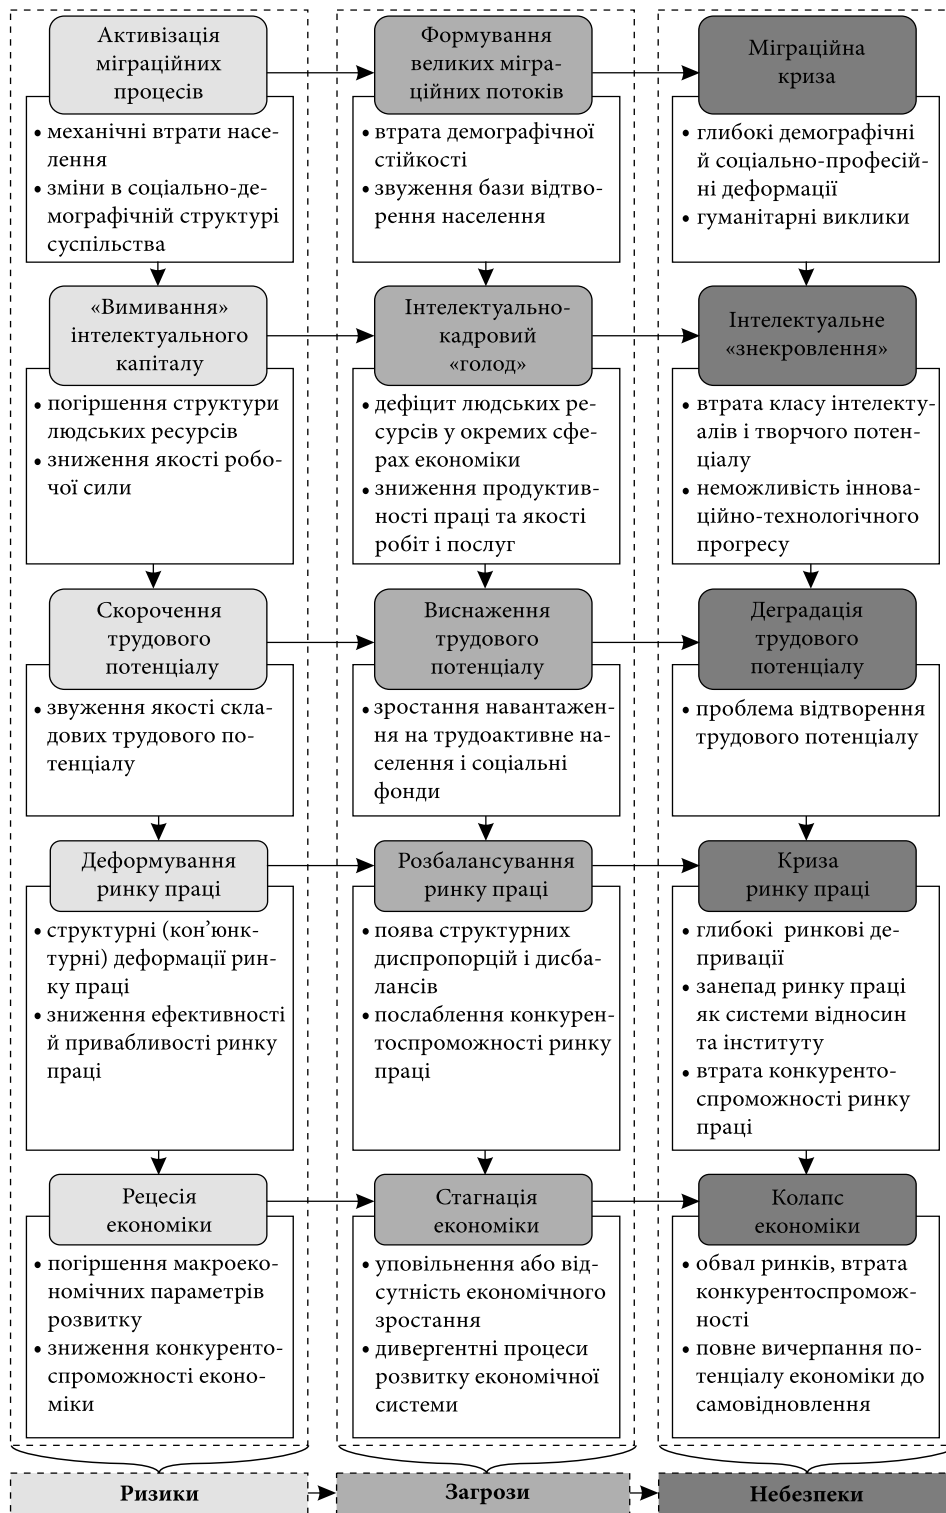 Активізація
міграційних
процесів
• механічні втрати насе-
лення
• зміни в соціально-де-
мографічній структурі
суспільства
Формування
великих мігра-
ційних потоків
• втрата демографічної
стійкості
• звуження бази відтво-
рення населення
Міграційна
криза
• глибокі демографічні
й соціально-професій-
ні деформації
• гуманітарні виклики
«Вимивання»
інтелектуального
капіталу
• погіршення структури
людських ресурсів
• зниження якості робо-
чої сили
Інтелектуально-
кадровий
«голод»
• дефіцит людських ре-
сурсів у окремих сфе-
рах економіки
• зниження продуктив-
ності праці та якості
робіт і послуг
Інтелектуальне
«знекровлення»
• втрата класу інтелекту-
алів і творчого потен-
ціалу
• неможливість іннова-
ційно-технологічного
прогресу
Скорочення
трудового
потенціалу
• звуження якості скла-
дових трудового по-
тенціалу
Виснаження
трудового
потенціалу
• зростання навантажен-
ня на трудоактивне на-
селення і соціальні
фонди
Деградація
трудового
потенціалу
• проблема відтворення
трудового потенціалу
Деформування
ринку праці
• структурні (кон’юнк-
турні) деформації рин-
ку праці
• зниження ефективності
й привабливості ринку
праці
Розбалансування
ринку праці
• поява структурних
диспропорцій і дисба-
лансів
• послаблення конкурен-
тоспроможності ринку
праці
Криза
ринку праці
• глибокі ринкові де-
привації
• занепад ринку праці
як системи відносин
та інституту
• втрата конкуренто-
спроможності ринку
праці
Рецесія
економіки
• погіршення макроеко-
номічних параметрів
розвитку
• зниження конкуренто-
спроможності еконо-
міки
Стагнація
економіки
• уповільнення або від-
сутність економічного
зростання
• дивергентні процеси
розвитку економічної
системи
Колапс
економіки
• обвал ринків, втрата
конкурентоспромож-
ності
• повне вичерпання по-
тенціалу економіки до
самовідновлення
Ризики
Загрози
Небезпеки